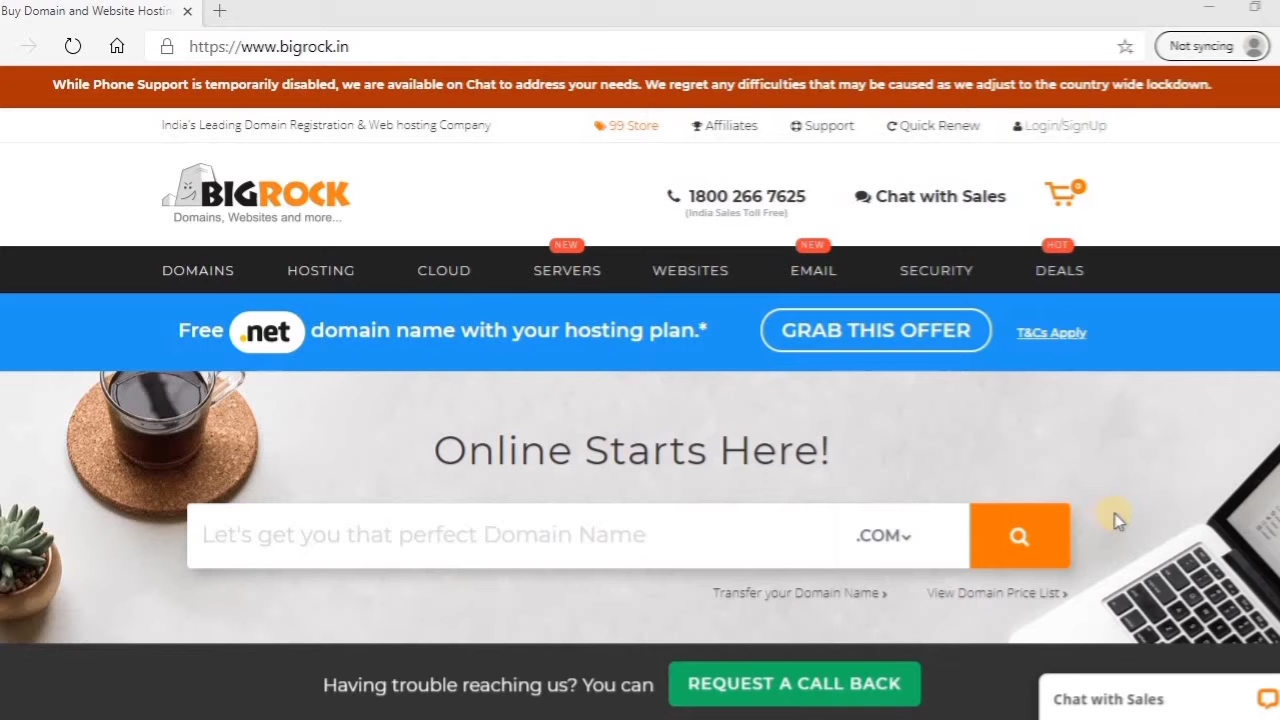 Buy Domain and Website Hostin
https://www.bigrock.in
Not syncing
While Phone Support is temporarily disabled, we are available on Chat to address your needs. We regret any difficulties that may be caused as we adjust to the country wide lockdown.
India's Leading Domain Registration & Web hosting Company
99 Store
Affiliates
Support
Quick Renew
Login/SignUp
BIGROCK
Domains, Websites and more...
1800 266 7625
(India Sales Toll Free)
Chat with Sales
0
NEW
NEW
HOT
DOMAINS
HOSTING
CLOUD
SERVERS
WEBSITES
EMAIL
SECURITY
DEALS
Free .net domain name with your hosting plan.*
GRAB THIS OFFER
T&Cs Apply
Online Starts Here!
Let's get you that perfect Domain Name
.COM
Transfer your Domain Name ›
View Domain Price List ›
Having trouble reaching us? You can
REQUEST A CALL BACK
Chat with Sales